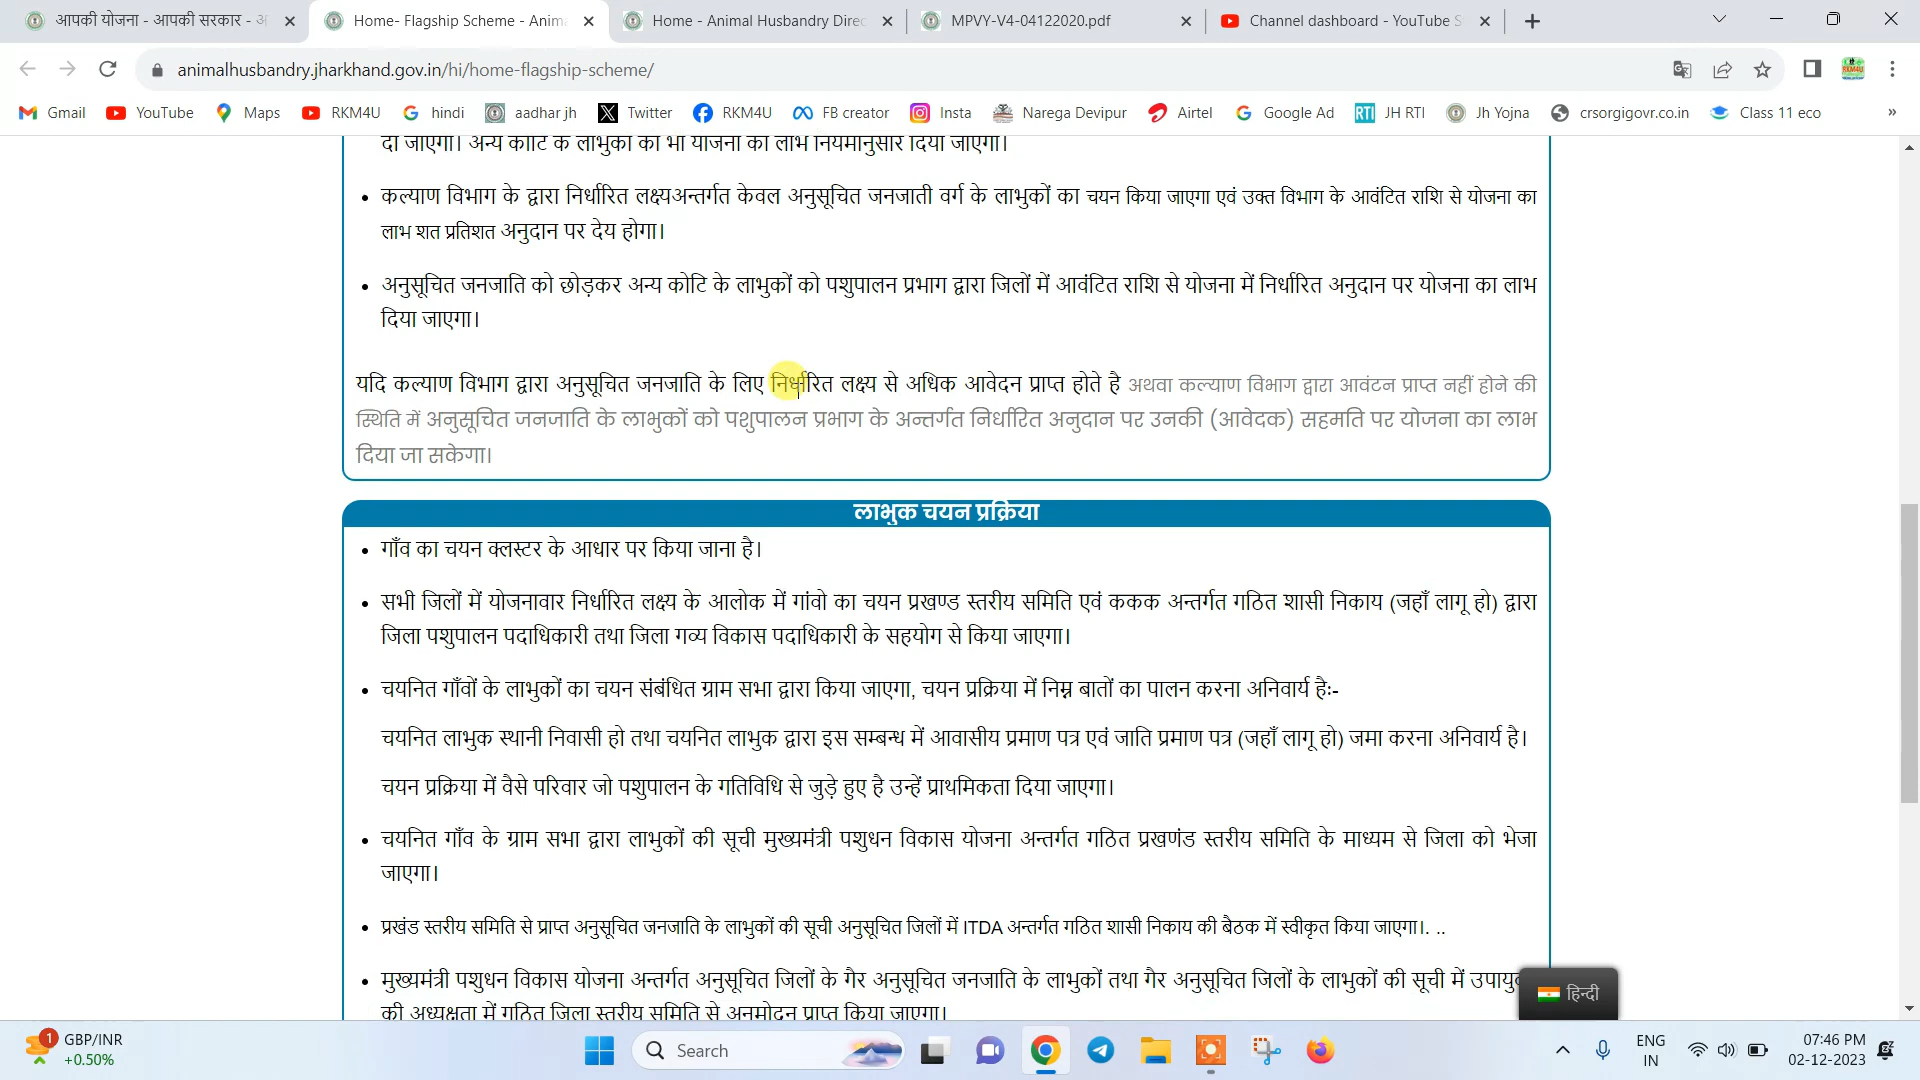 आपकी योजना - आपकी सरकार - अ
Home- Flagship Scheme - Anim
Home - Animal Husbandry Direc
MPVY-V4-04122020.pdf
Channel dashboard - YouTube S
animalhusbandry.jharkhand.gov.in/hi/home-flagship-scheme/
Gmail YouTube Maps RKM4U hindi aadhar jh Twitter RKM4U FB creator Insta Narega Devipur Airtel Google Ad JH RTI Jh Yojna crsorgigovr.co.in Class 11 eco »
दी जाएगी। अन्य कोटि के लाभुकों को भी योजना का लाभ नियमानुसार दिया जाएगा।
• कल्याण विभाग के द्वारा निर्धारित लक्ष्यअन्तर्गत केवल अनुसूचित जनजाती वर्ग के लाभुकों का चयन किया जाएगा एवं उक्त विभाग के आवंटित राशि से योजना का
लाभ शत प्रतिशत अनुदान पर देय होगा।
• अनुसूचित जनजाति को छोड़कर अन्य कोटि के लाभुकों को पशुपालन प्रभाग द्वारा जिलों में आवंटित राशि से योजना में निर्धारित अनुदान पर योजना का लाभ
दिया जाएगा।
यदि कल्याण विभाग द्वारा अनुसूचित जनजाति के लिए निर्धारित लक्ष्य से अधिक आवेदन प्राप्त होते है अथवा कल्याण विभाग द्वारा आवंटन प्राप्त नहीं होने की
स्थिति में अनुसूचित जनजाति के लाभुकों को पशुपालन प्रभाग के अन्तर्गत निर्धारित अनुदान पर उनकी (आवेदक) सहमति पर योजना का लाभ
दिया जा सकेगा।
लाभुक चयन प्रक्रिया
• गाँव का चयन क्लस्टर के आधार पर किया जाना है।
• सभी जिलों में योजनावार निर्धारित लक्ष्य के आलोक में गांवो का चयन प्रखण्ड स्तरीय समिति एवं ककक अन्तर्गत गठित शासी निकाय (जहाँ लागू हो) द्वारा
जिला पशुपालन पदाधिकारी तथा जिला गव्य विकास पदाधिकारी के सहयोग से किया जाएगा।
• चयनित गाँवों के लाभुकों का चयन संबंधित ग्राम सभा द्वारा किया जाएगा, चयन प्रक्रिया में निम्न बातों का पालन करना अनिवार्य है:-
चयनित लाभुक स्थानी निवासी हो तथा चयनित लाभुक द्वारा इस सम्बन्ध में आवासीय प्रमाण पत्र एवं जाति प्रमाण पत्र (जहाँ लागू हो) जमा करना अनिवार्य है।
चयन प्रक्रिया में वैसे परिवार जो पशुपालन के गतिविधि से जुड़े हुए है उन्हें प्राथमिकता दिया जाएगा।
• चयनित गाँव के ग्राम सभा द्वारा लाभुकों की सूची मुख्यमंत्री पशुधन विकास योजना अन्तर्गत गठित प्रखणंड स्तरीय समिति के माध्यम से जिला को भेजा
जाएगा।
• प्रखंड स्तरीय समिति से प्राप्त अनुसूचित जनजाति के लाभुकों की सूची अनुसूचित जिलों में ITDA अन्तर्गत गठित शासी निकाय की बैठक में स्वीकृत किया जाएगा।. ..
• मुख्यमंत्री पशुधन विकास योजना अन्तर्गत अनुसूचित जिलों के गैर अनुसूचित जनजाति के लाभुकों तथा गैर अनुसूचित जिलों के लाभुकों की सूची में उपायु
की अध्यक्षता में गठित जिला स्तरीय समिति से अनुमोदन प्राप्त किया जाएगा।
हिन्दी
1
GBP/INR
+0.50%
Search
ENG
IN
07:46 PM
02-12-2023